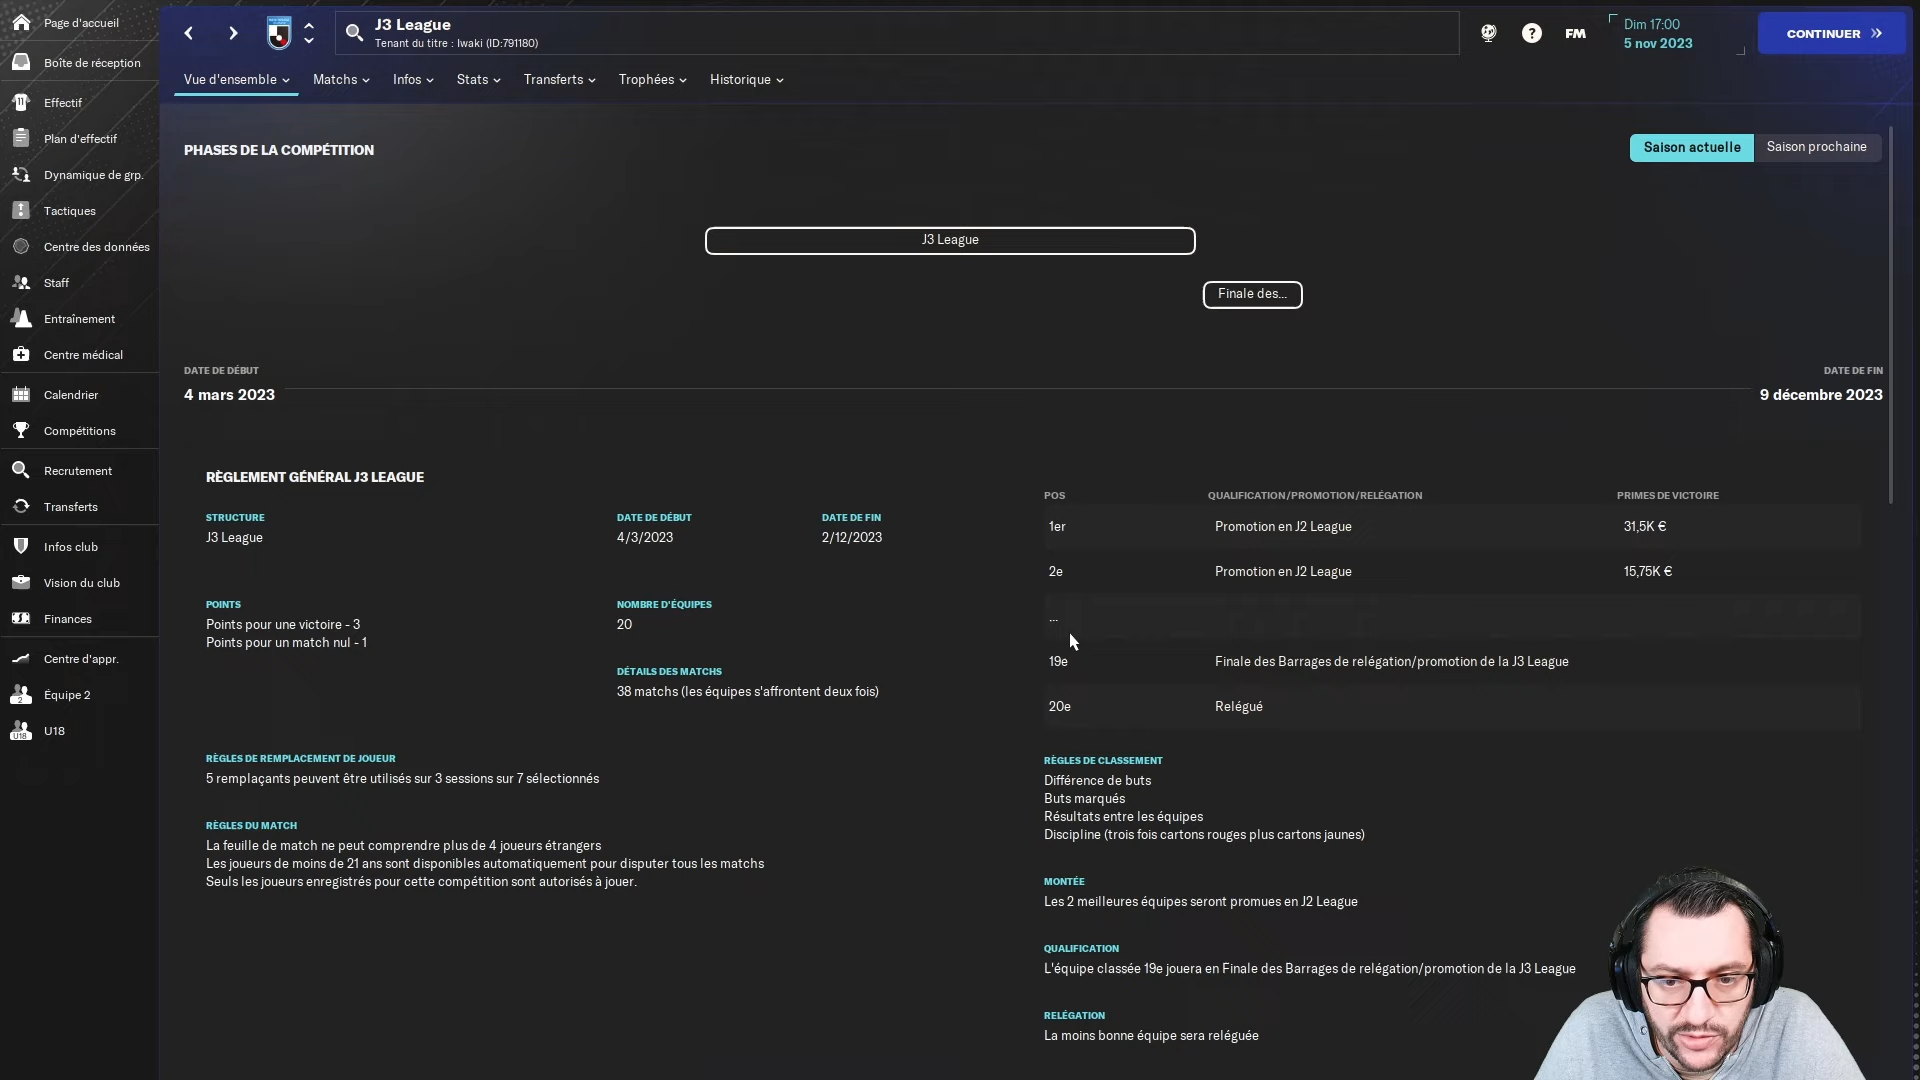 Page d'accueil
Boîte de réception
Effectif
Plan d'effectif
Dynamique de grp.
Tactiques
Centre des données
Staff
Entraînement
Centre médical
Calendrier
Compétitions
Recrutement
Transferts
Infos club
Vision du club
Finances
Centre d'appr.
Équipe 2
U18
J3 League
Tenant du titre : Iwaki (ID:791180)
FM
Dim 17:00
5 nov 2023
CONTINUER
Vue d'ensemble Matchs Infos Stats Transferts Trophées Historique
PHASES DE LA COMPÉTITION
Saison actuelle Saison prochaine
J3 League
Finale des...
DATE DE DÉBUT
4 mars 2023
DATE DE FIN
9 décembre 2023
RÈGLEMENT GÉNÉRAL J3 LEAGUE
STRUCTURE
J3 League
DATE DE DÉBUT
4/3/2023
DATE DE FIN
2/12/2023
POINTS
Points pour une victoire - 3
Points pour un match nul - 1
NOMBRE D'ÉQUIPES
20
DÉTAILS DES MATCHS
38 matchs (les équipes s'affrontent deux fois)
RÈGLES DE REMPLACEMENT DE JOUEUR
5 remplaçants peuvent être utilisés sur 3 sessions sur 7 sélectionnés
RÈGLES DU MATCH
La feuille de match ne peut comprendre plus de 4 joueurs étrangers
Les joueurs de moins de 21 ans sont disponibles automatiquement pour disputer tous les matchs
Seuls les joueurs enregistrés pour cette compétition sont autorisés à jouer.
POS QUALIFICATION/PROMOTION/RELÉGATION PRIMES DE VICTOIRE
1er Promotion en J2 League 31,5K €
2e Promotion en J2 League 15,75K €
...
19e Finale des Barrages de relégation/promotion de la J3 League
20e Relégué
RÈGLES DE CLASSEMENT
Différence de buts
Buts marqués
Résultats entre les équipes
Discipline (trois fois cartons rouges plus cartons jaunes)
MONTÉE
Les 2 meilleures équipes seront promues en J2 League
QUALIFICATION
L'équipe classée 19e jouera en Finale des Barrages de relégation/promotion de la J3 League
RELÉGATION
La moins bonne équipe sera reléguée